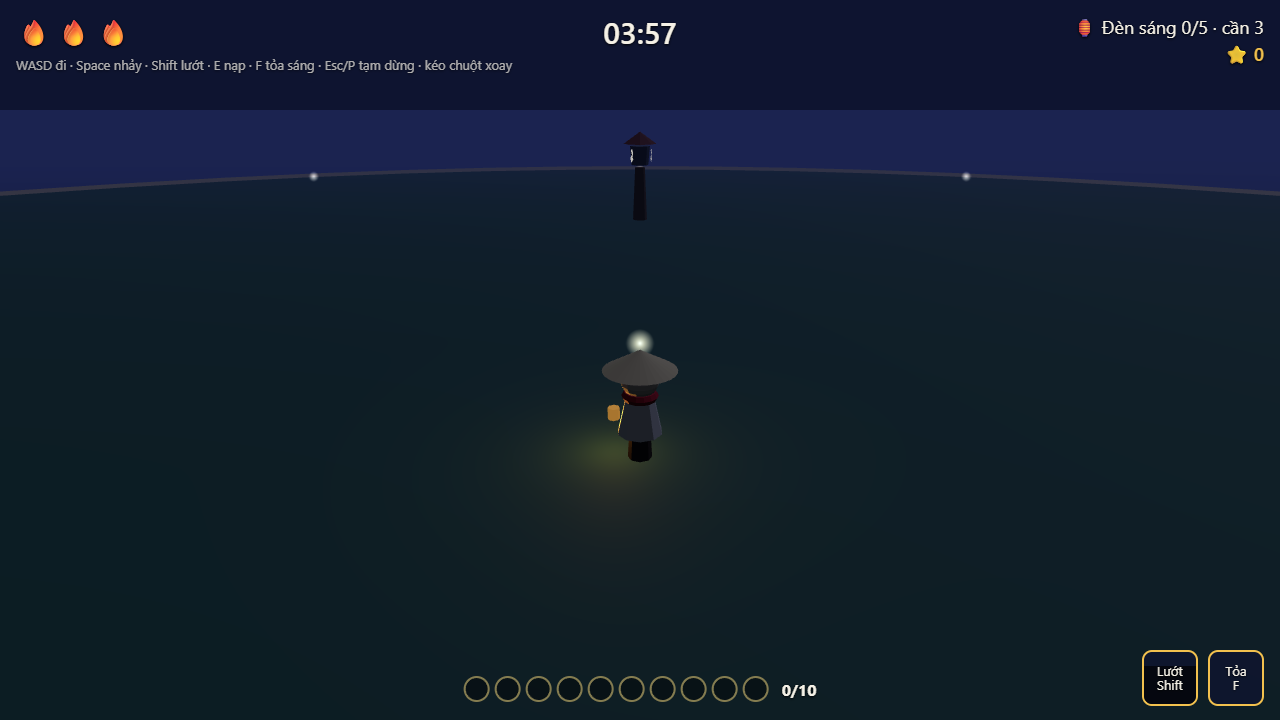 03:57
Đèn sáng 0/5 · cần 3
0
WASD đi · Space nhảy · Shift lướt · E nạp · F tỏa sáng · Esc/P tạm dừng · kéo chuột xoay
0/10
Lướt
Shift
Tỏa
F